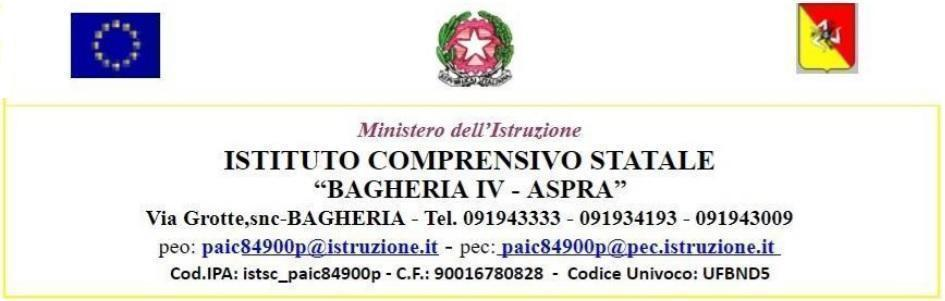 Ministero dell'Istruzione
ISTITUTO COMPRENSIVO STATALE
“BAGHERIA IV - ASPRA”
Via Grotte,snc-BAGHERIA - Tel. 091943333 - 091934193 - 091943009
peo: paic84900p@istruzione.it - pec: paic84900p@pec.istruzione.it
Cod.IPA: istsc_paic84900p - C.F.: 90016780828 - Codice Univoco: UFBND5